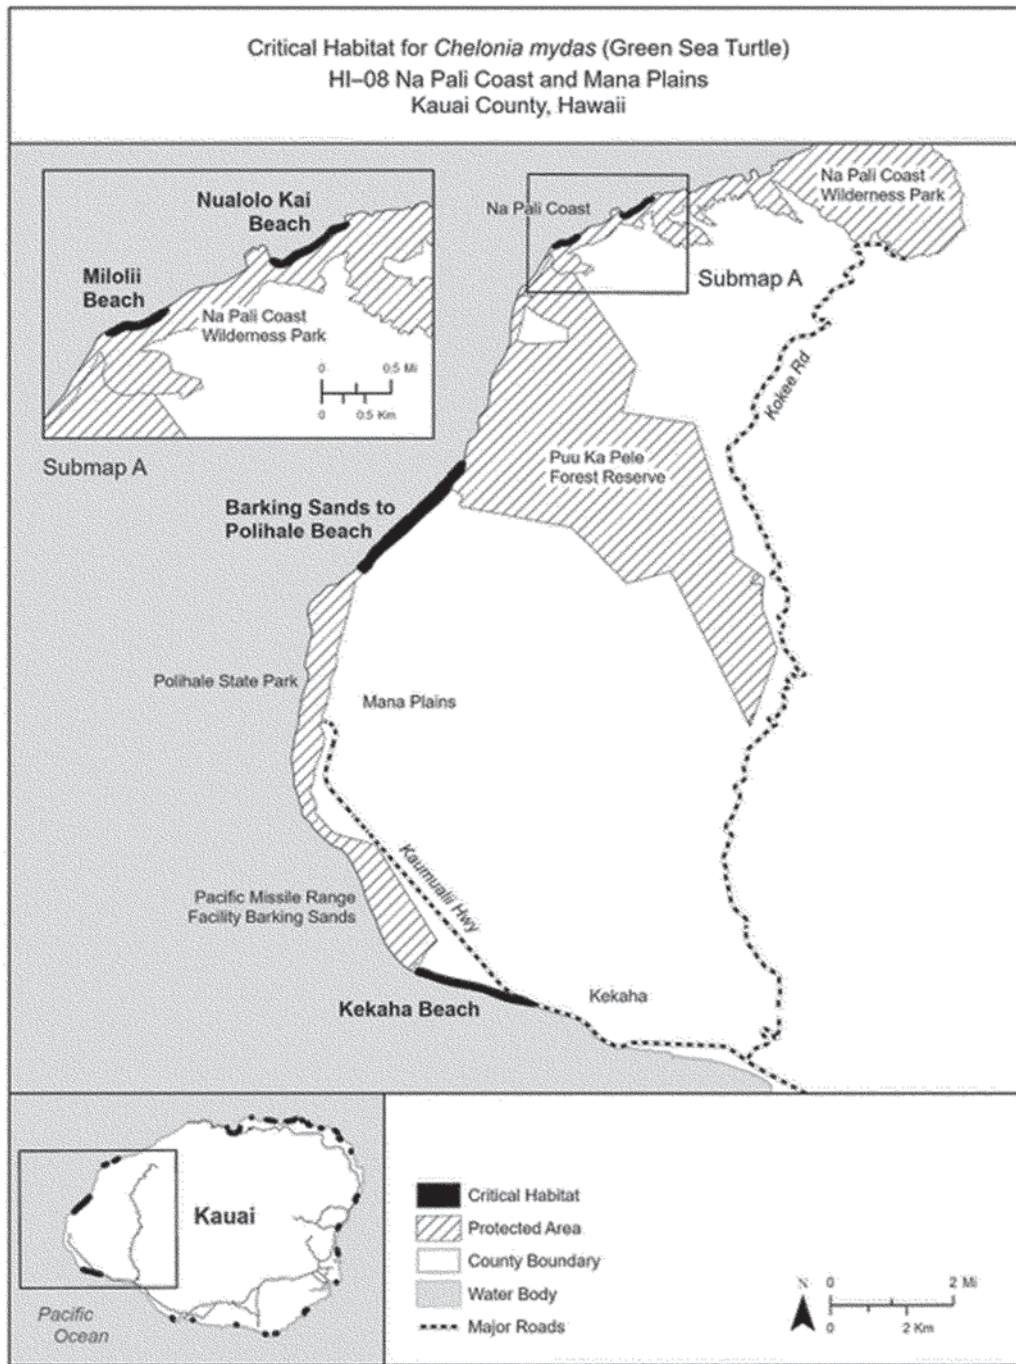 Critical Habitat for Chelonia mydas (Green Sea Turtle)
HI–08 Na Pali Coast and Mana Plains
Kauai County, Hawaii
Nualolo Kai
Beach
Milolii
Beach
Na Pali Coast
Wilderness Park
0 0.5 Mi
0 0.5 Km
Submap A
Na Pali Coast
Na Pali Coast
Wilderness Park
Submap A
Kokee Rd
Puu Ka Pele
Forest Reserve
Barking Sands to
Polihale Beach
Polihale State Park
Mana Plains
Kaumualii Hwy
Pacific Missile Range
Facility Barking Sands
Kekaha Beach
Kekaha
Kauai
Pacific
Ocean
Critical Habitat
Protected Area
County Boundary
Water Body
Major Roads
N
0 2 Mi
0 2 Km